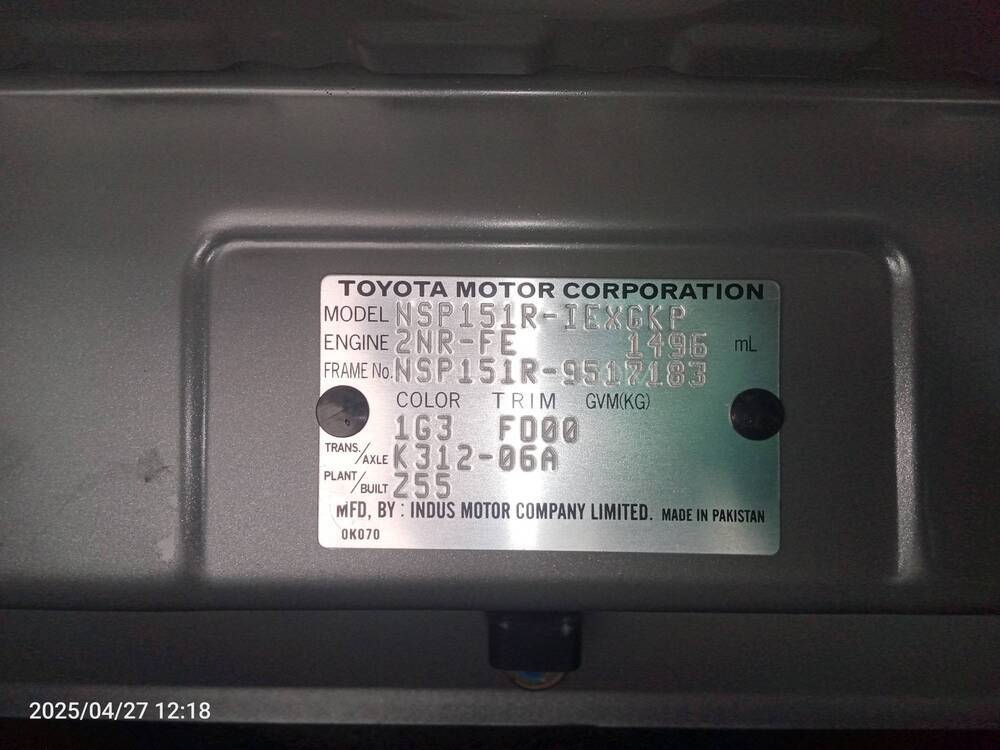 TOYOTA MOTOR CORPORATION
MODEL NSP151R-IEXGKP
ENGINE 2NR-FE 1496 mL
FRAME No. NSP151R-9517183
COLOR TRIM GVM(KG)
1G3 FD00
TRANS./AXLE K312-06A
PLANT/BUILT Z55
MFD, BY : INDUS MOTOR COMPANY LIMITED. MADE IN PAKISTAN
0K070
2025/04/27 12:18